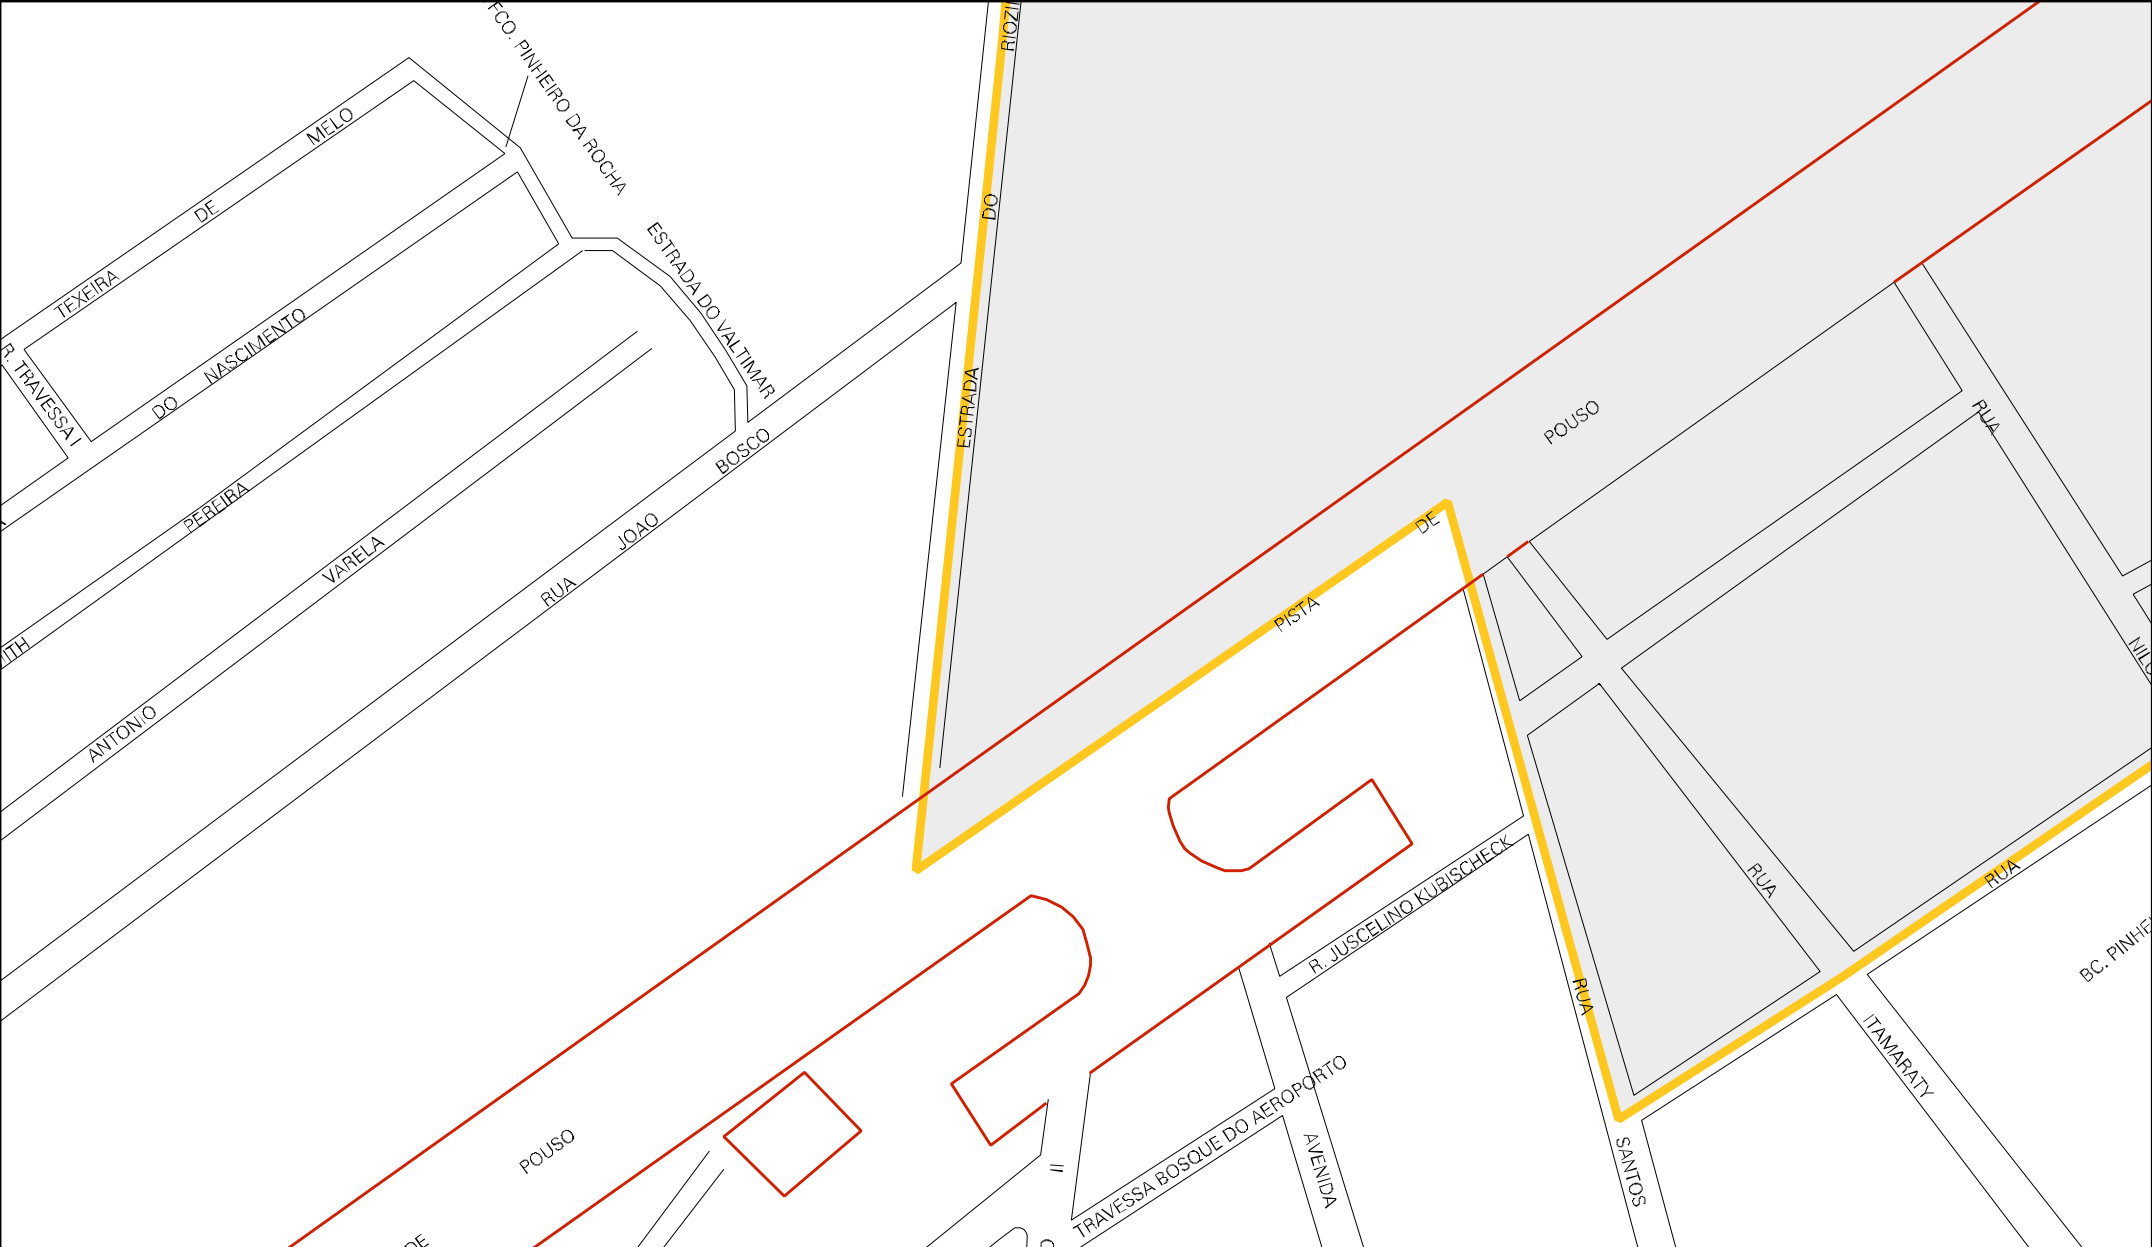 FCO. PINHEIRO DA ROCHA
MELO
DE
TEXEIRA
R. TRAVESSA I
DO
NASCIMENTO
ESTRADA DO VALTIMAR
PEREIRA
VARELA
ANTONIO
RUA
JOAO
BOSCO
ESTRADA
DO
POUSO
DE
PISTA
RUA
R. JUSCELINO KUBISCHECK
RUA
RUA
RUA
SANTOS
ITAMARATY
TRAVESSA BOSQUE DO AEROPORTO
AVENIDA
II
POUSO
DE